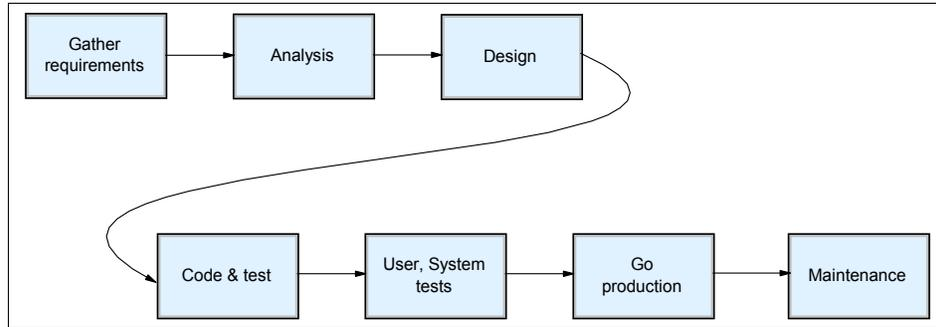 Gather
requirements
Analysis
Design
Code & test
User, System
tests
Go
production
Maintenance